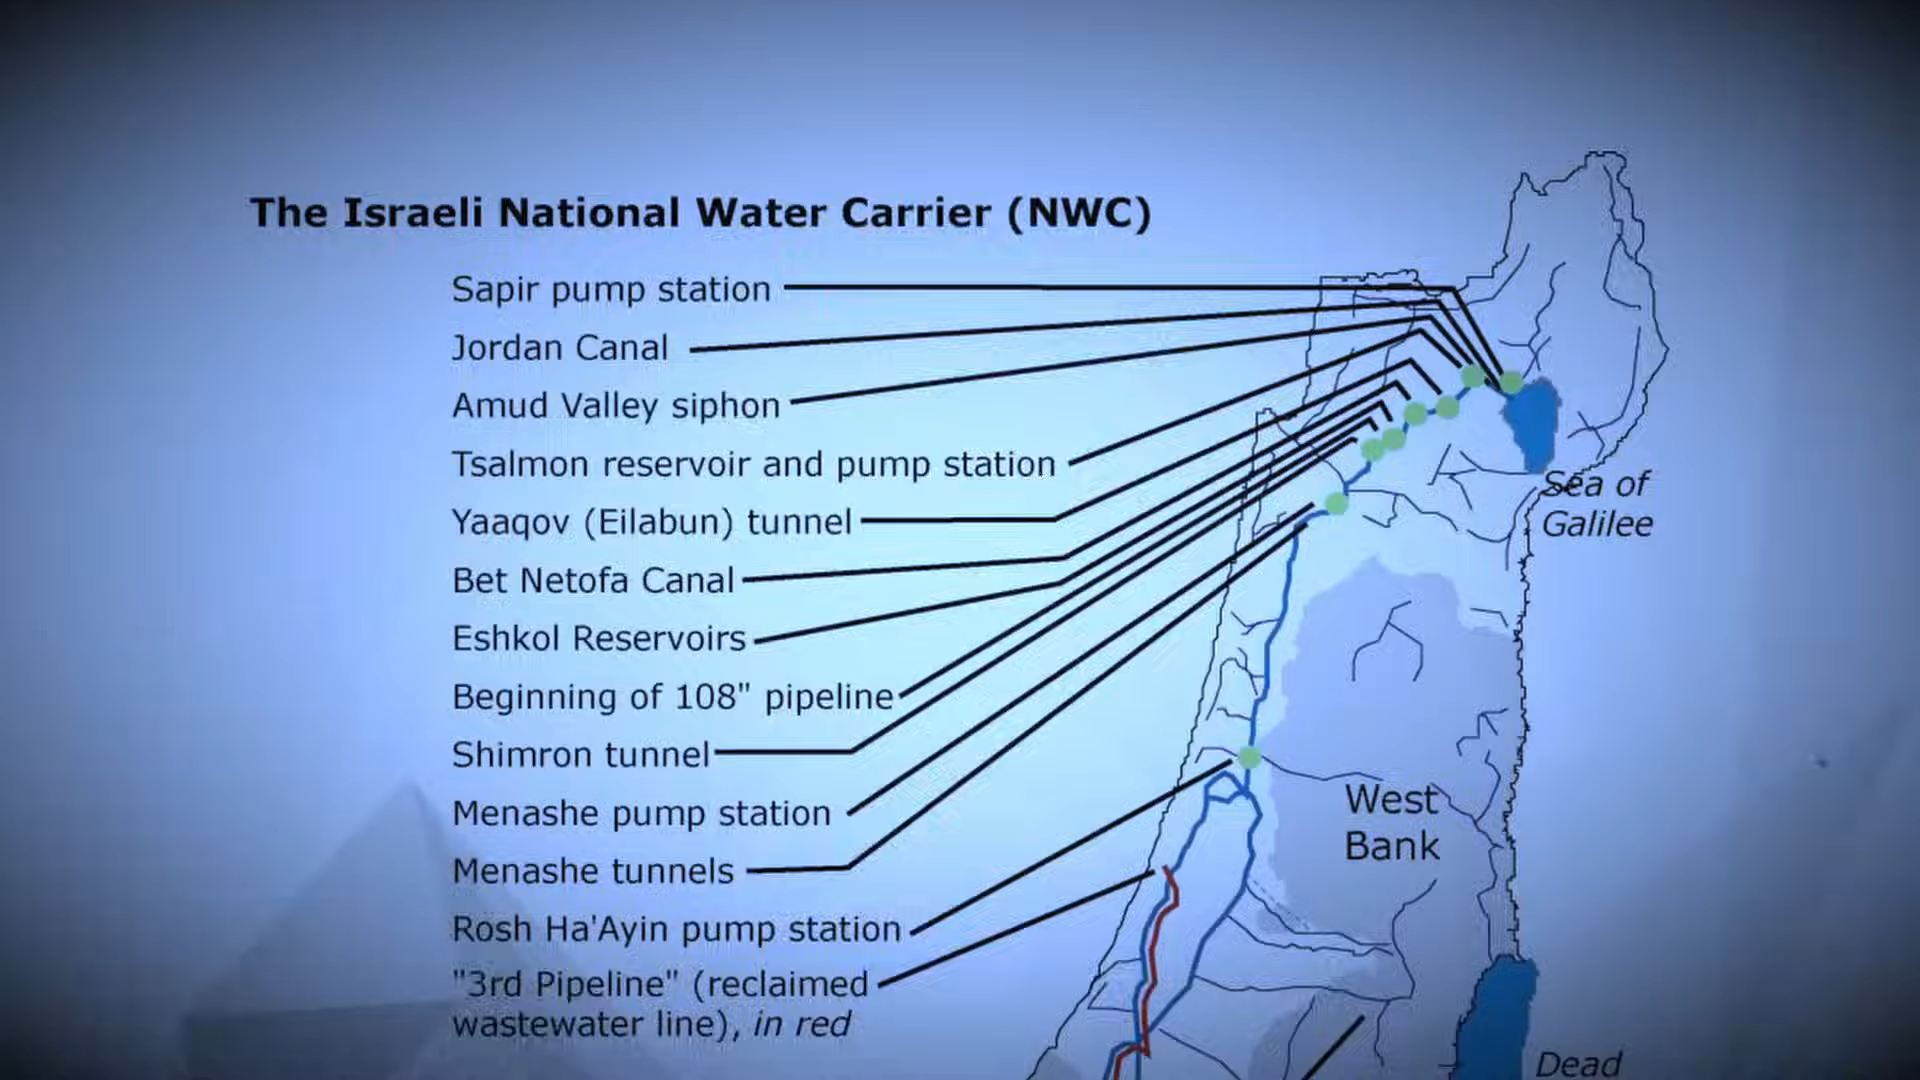 The Israeli National Water Carrier (NWC)
Sapir pump station
Jordan Canal
Amud Valley siphon
Tsalmon reservoir and pump station
Yaaqov (Eilabun) tunnel
Bet Netofa Canal
Eshkol Reservoirs
Beginning of 108" pipeline
Shimron tunnel
Menashe pump station
Menashe tunnels
Rosh Ha'Ayin pump station
"3rd Pipeline" (reclaimed
wastewater line), in red
Sea of
Galilee
West
Bank
Dead